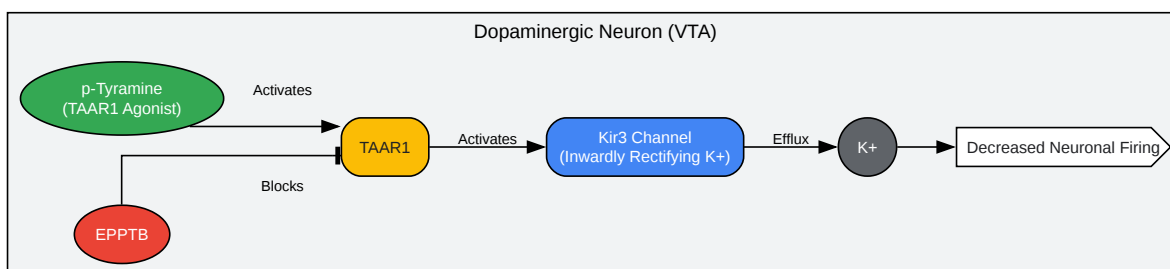 Dopaminergic Neuron (VTA)
p-Tyramine
(TAAR1 Agonist)
Activates
TAAR1
Activates
Kir3 Channel
(Inwardly Rectifying K+)
Efflux
K+
Decreased Neuronal Firing
Blocks
EPPTB